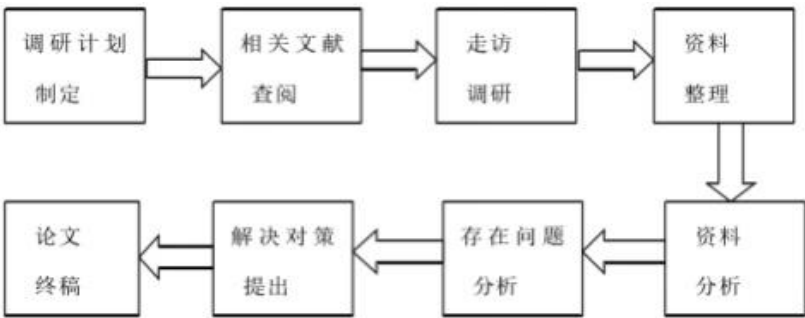 调研计划
制定
相关文献
查阅
走访
调研
资料
整理
资料
分析
存在问题
分析
解决对策
提出
论文
终稿